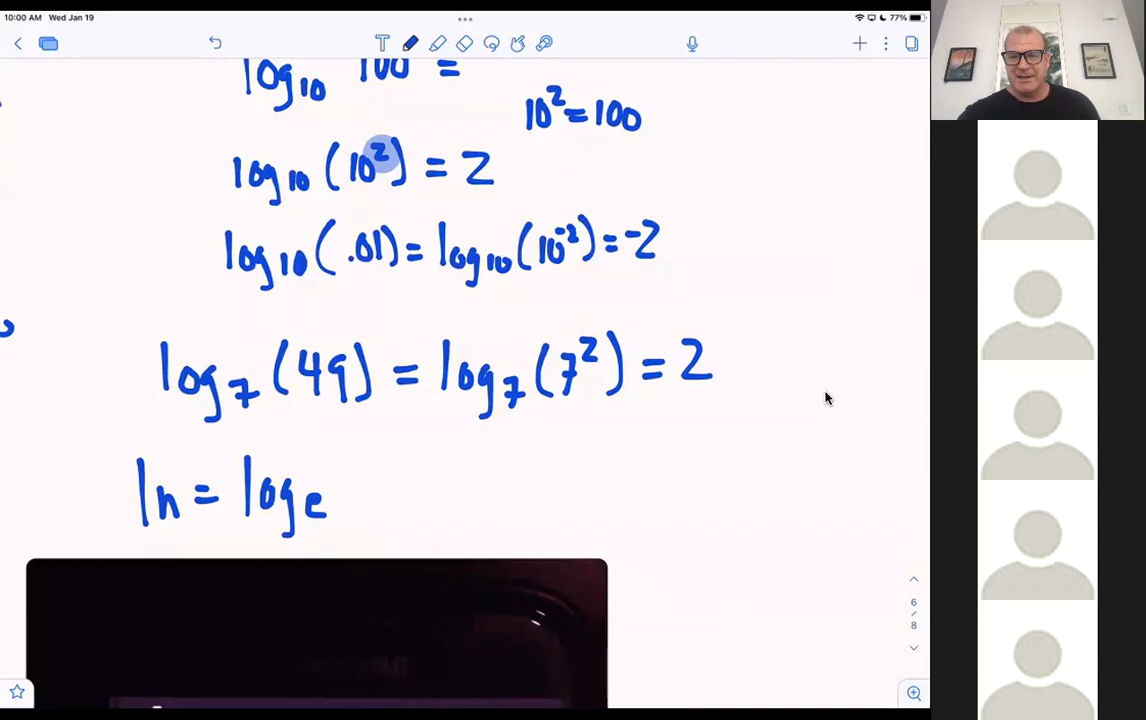 10:00 AM Wed Jan 19
77%
log₁₀ 100 =
10² = 100
log₁₀ (10²) = 2
log₁₀ (.01) = log₁₀ (10⁻²) = -2
log₇ (49) = log₇ (7²) = 2
ln = logₑ
6
/
8